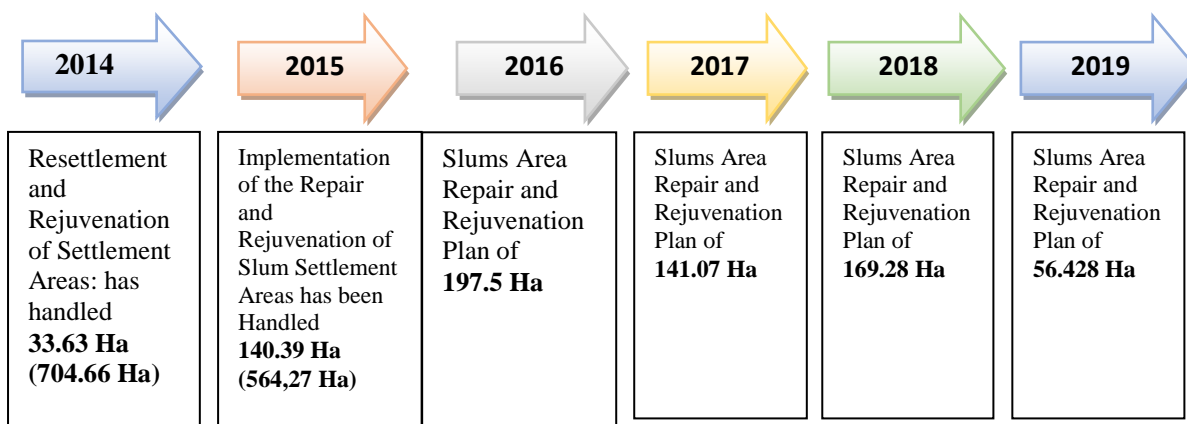 2014
2015
2016
2017
2018
2019
Resettlement
and
Rejuvenation
of Settlement
Areas: has
handled
33.63 Ha
(704.66 Ha)
Implementation
of the Repair
and
Rejuvenation of
Slum Settlement
Areas has been
Handled
140.39 Ha
(564,27 Ha)
Slums Area
Repair and
Rejuvenation
Plan of
197.5 Ha
Slums Area
Repair and
Rejuvenation
Plan of
141.07 Ha
Slums Area
Repair and
Rejuvenation
Plan of
169.28 Ha
Slums Area
Repair and
Rejuvenation
Plan of
56.428 Ha